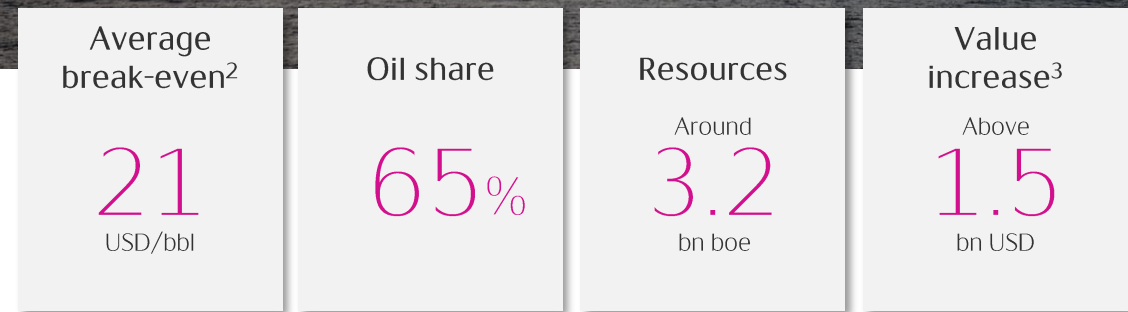 Average
break-even²
21
USD/bbl
Oil share
65%
Resources
Around
3.2
bn boe
Value
increase³
Above
1.5
bn USD